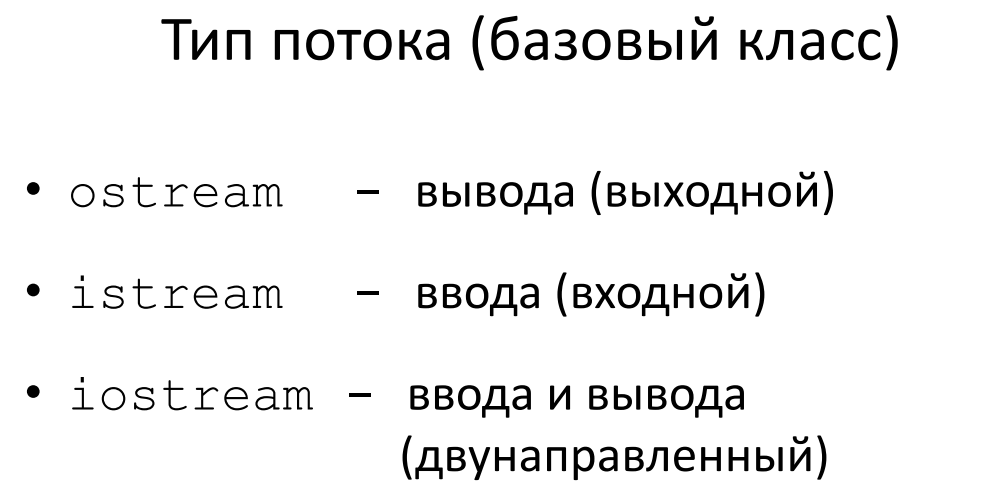 Тип потока (базовый класс)
• ostream – вывода (выходной)
• istream – ввода (входной)
• iostream – ввода и вывода
(двунаправленный)